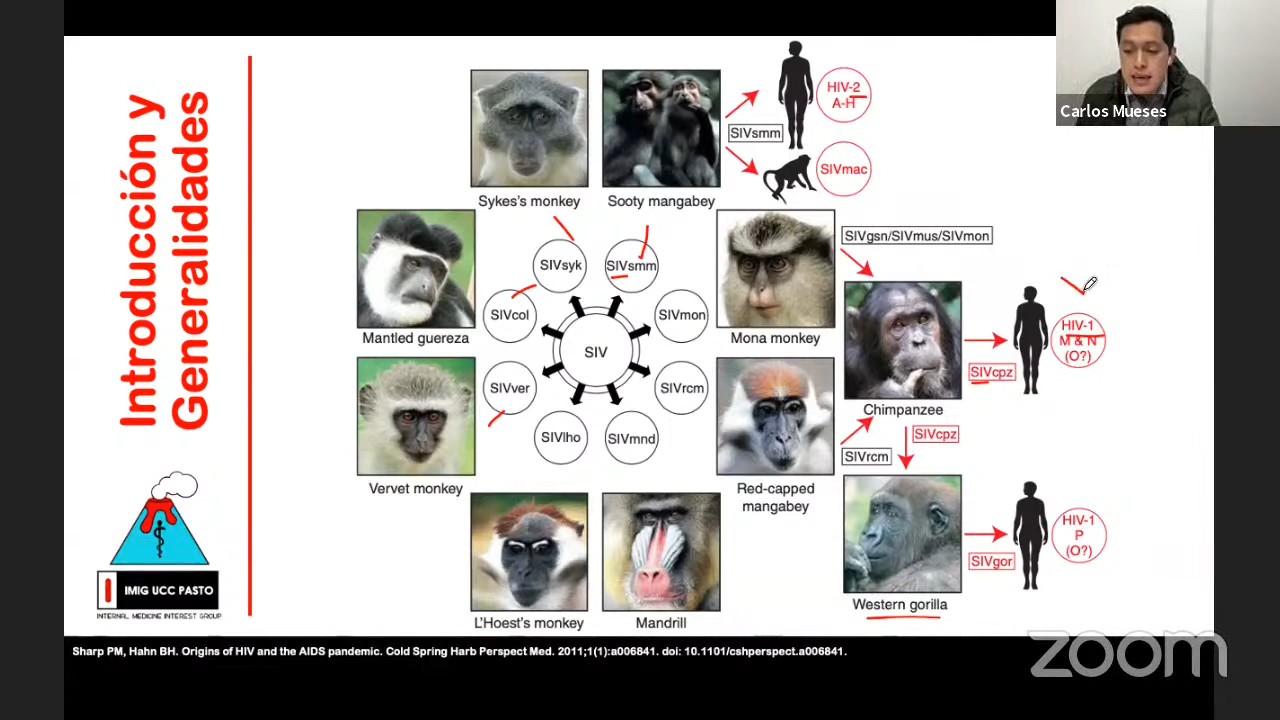 Introducción y
Generalidades
Carlos Mueses
Sykes's monkey
Sooty mangabey
SIVsmm
HIV-2
A-H
SIVmac
Mantled guereza
SIVsyk
SIVsmm
SIVcol
SIVmon
SIV
SIVver
SIVrcm
SIVlho
SIVmnd
Mona monkey
SIVgsn/SIVmus/SIVmon
Chimpanzee
SIVcpz
HIV-1
M & N
(O?)
Vervet monkey
Red-capped
mangabey
SIVrcm
SIVcpz
Western gorilla
SIVgor
HIV-1
P
(O?)
L'Hoest's monkey
Mandrill
IMIG UCC PASTO
INTERNAL MEDICINE INTEREST GROUP
Sharp PM, Hahn BH. Origins of HIV and the AIDS pandemic. Cold Spring Harb Perspect Med. 2011;1(1):a006841. doi: 10.1101/cshperspect.a006841.
zoom